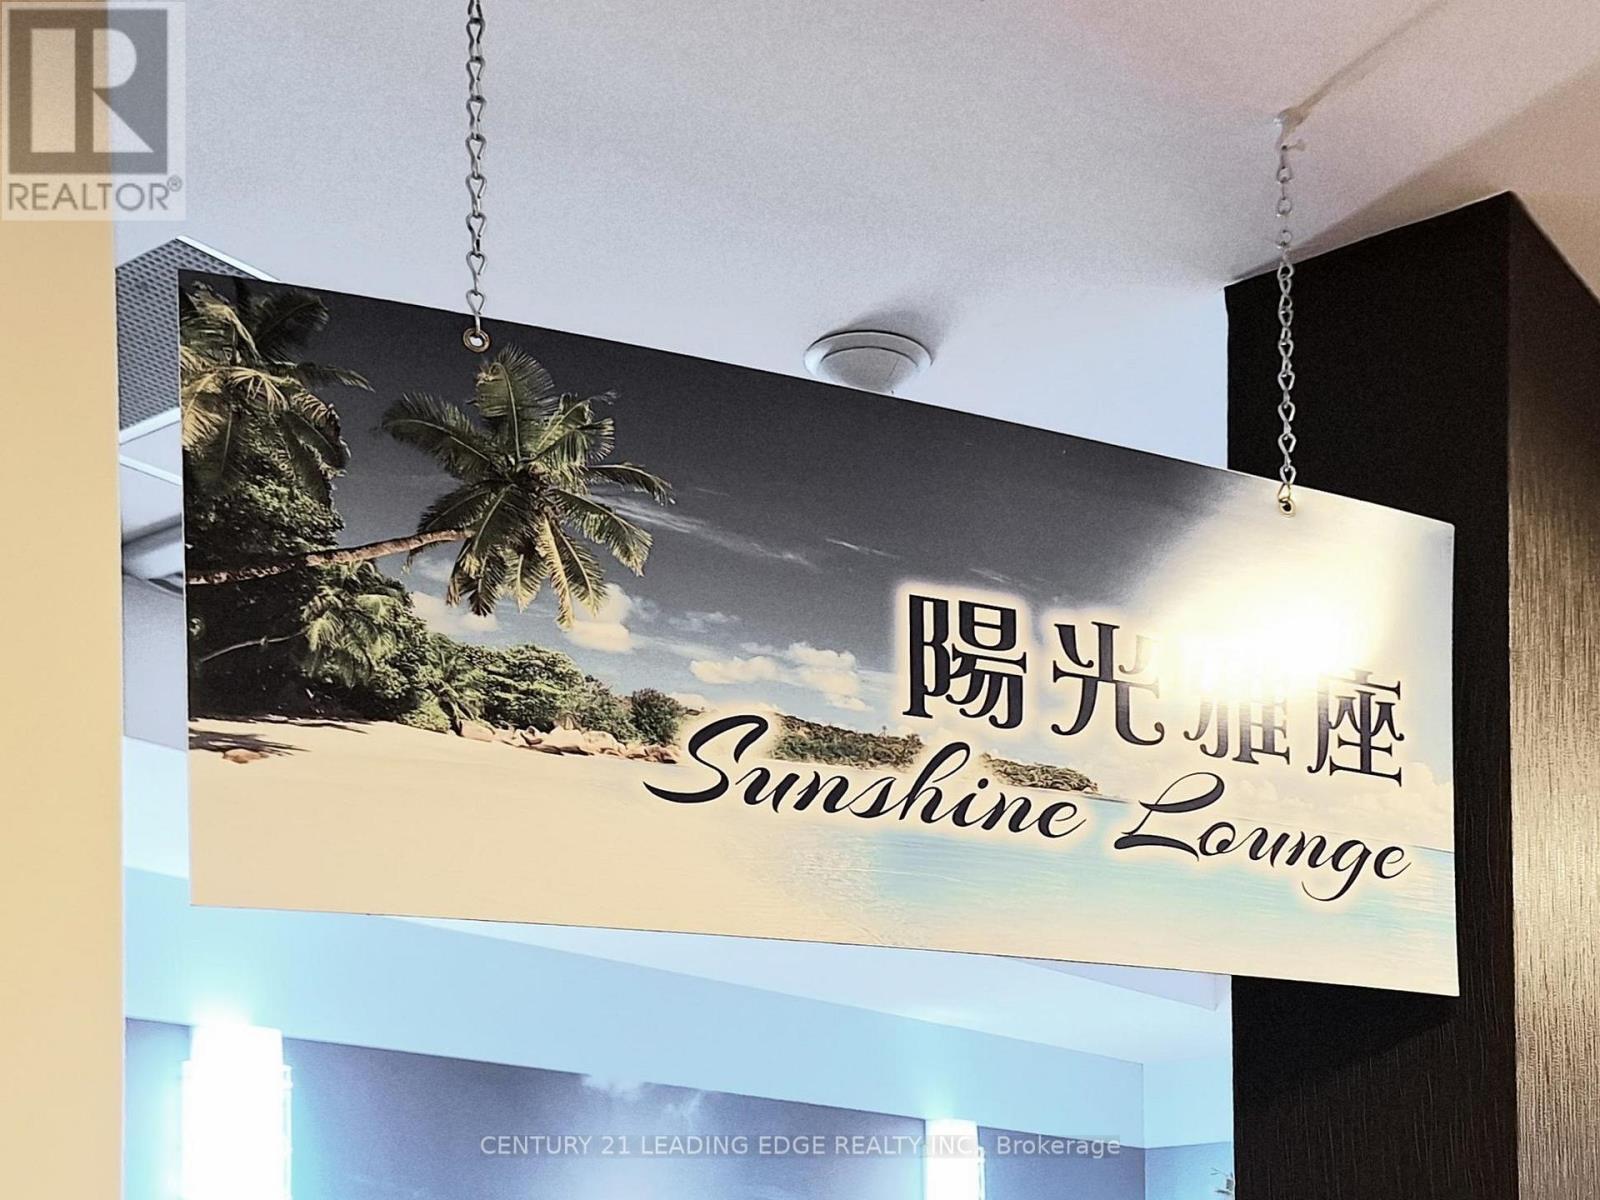 REALTOR®
陽光雅座
Sunshine Lounge
CENTURY 21 LEADING EDGE REALTY INC., Brokerage